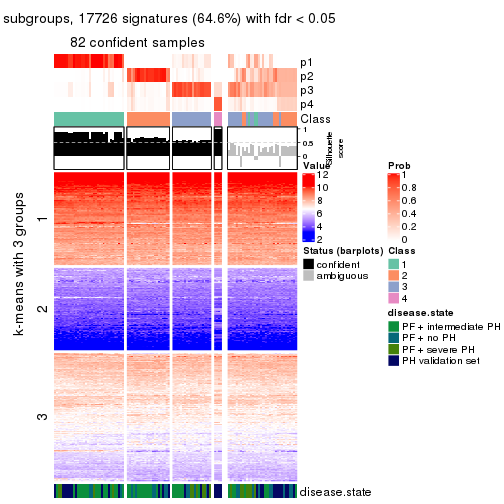 subgroups, 17726 signatures (64.6%) with fdr < 0.05
82 confident samples
p1
p2
p3
p4
Class
1
0.5
0
Silhouette
score
k-means with 3 groups
1
2
3
disease.state
Value
12
10
8
6
4
2
Prob
1
0.8
0.6
0.4
0.2
0
Status (barplots)
confident
ambiguous
Class
1
2
3
4
disease.state
PF + intermediate PH
PF + no PH
PF + severe PH
PH validation set